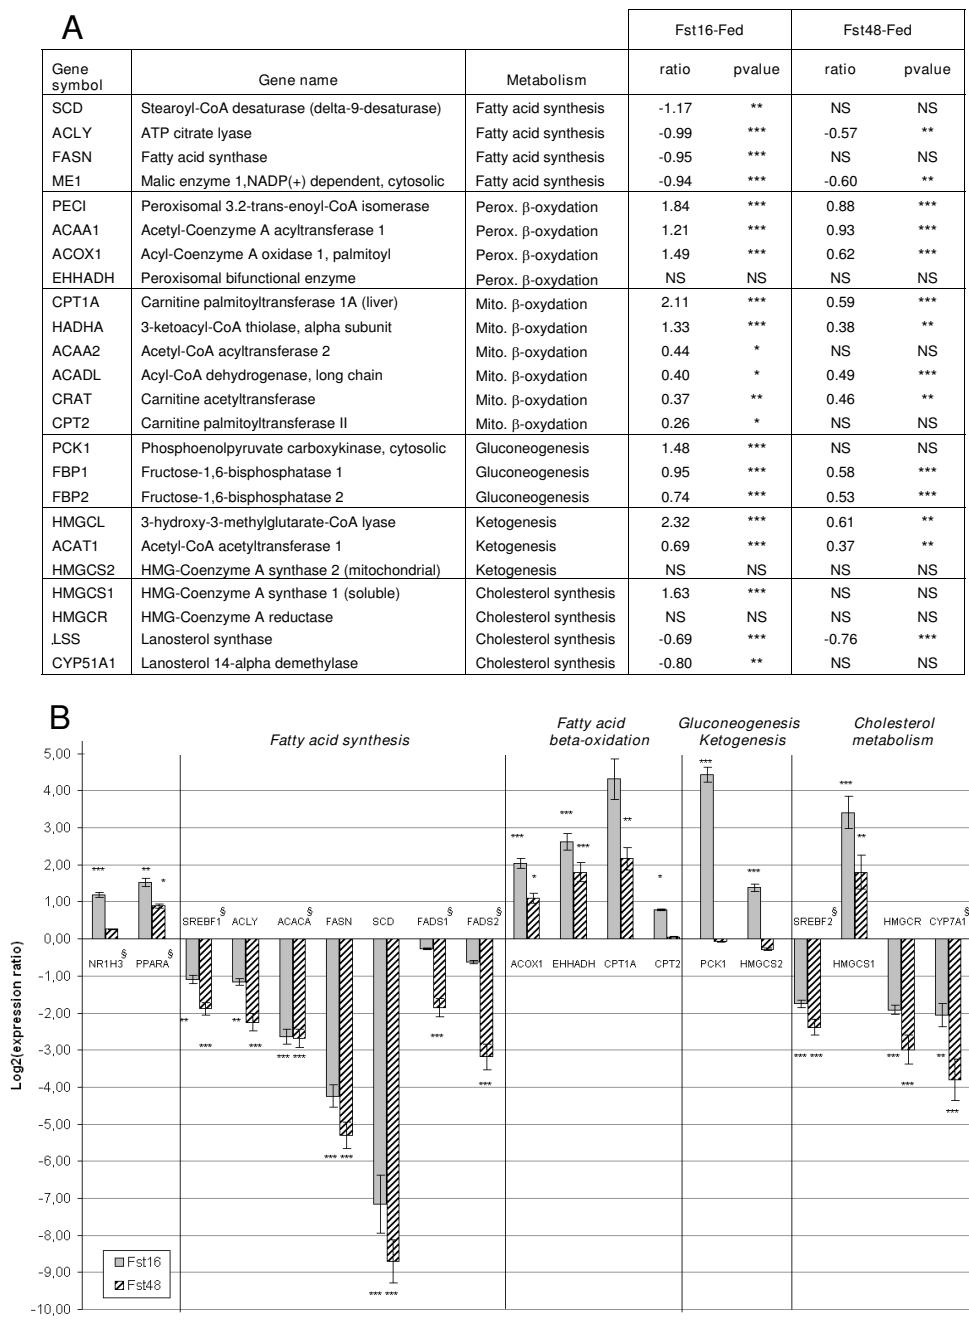 A
Fst16-Fed Fst48-Fed
Gene symbol Gene name Metabolism ratio pvalue ratio pvalue
SCD Stearoyl-CoA desaturase (delta-9-desaturase) Fatty acid synthesis -1.17 ** NS NS
ACLY ATP citrate lyase Fatty acid synthesis -0.99 *** -0.57 **
FASN Fatty acid synthase Fatty acid synthesis -0.95 *** NS NS
ME1 Malic enzyme 1,NADP(+) dependent, cytosolic Fatty acid synthesis -0.94 *** -0.60 **
PECI Peroxisomal 3.2-trans-enoyl-CoA isomerase Perox. β-oxydation 1.84 *** 0.88 ***
ACAA1 Acetyl-Coenzyme A acyltransferase 1 Perox. β-oxydation 1.21 *** 0.93 ***
ACOX1 Acyl-Coenzyme A oxidase 1, palmitoyl Perox. β-oxydation 1.49 *** 0.62 ***
EHHADH Peroxisomal bifunctional enzyme Perox. β-oxydation NS NS NS NS
CPT1A Carnitine palmitoyltransferase 1A (liver) Mito. β-oxydation 2.11 *** 0.59 ***
HADHA 3-ketoacyl-CoA thiolase, alpha subunit Mito. β-oxydation 1.33 *** 0.38 **
ACAA2 Acetyl-CoA acyltransferase 2 Mito. β-oxydation 0.44 * NS NS
ACADL Acyl-CoA dehydrogenase, long chain Mito. β-oxydation 0.40 * 0.49 ***
CRAT Carnitine acetyltransferase Mito. β-oxydation 0.37 ** 0.46 **
CPT2 Carnitine palmitoyltransferase II Mito. β-oxydation 0.26 * NS NS
PCK1 Phosphoenolpyruvate carboxykinase, cytosolic Gluconeogenesis 1.48 *** NS NS
FBP1 Fructose-1,6-bisphosphatase 1 Gluconeogenesis 0.95 *** 0.58 ***
FBP2 Fructose-1,6-bisphosphatase 2 Gluconeogenesis 0.74 *** 0.53 ***
HMGCL 3-hydroxy-3-methylglutarate-CoA lyase Ketogenesis 2.32 *** 0.61 **
ACAT1 Acetyl-CoA acetyltransferase 1 Ketogenesis 0.69 *** 0.37 **
HMGCS2 HMG-Coenzyme A synthase 2 (mitochondrial) Ketogenesis NS NS NS NS
HMGCS1 HMG-Coenzyme A synthase 1 (soluble) Cholesterol synthesis 1.63 *** NS NS
HMGCR HMG-Coenzyme A reductase Cholesterol synthesis NS NS NS NS
LSS Lanosterol synthase Cholesterol synthesis -0.69 *** -0.76 ***
CYP51A1 Lanosterol 14-alpha demethylase Cholesterol synthesis -0.80 ** NS NS
B
Fatty acid synthesis
Fatty acid
beta-oxidation
Gluconeogenesis
Ketogenesis
Cholesterol
metabolism
Log2(expression ratio)
5,00
4,00
3,00
2,00
1,00
0,00
-1,00
-2,00
-3,00
-4,00
-5,00
-6,00
-7,00
-8,00
-9,00
-10,00
*** ** *
*** * *** *** ** * *** *** *** **
SREBF1§ ACLY ACACA§ FASN SCD FADS1§ FADS2§ SREBF2§ HMGCR CYP7A1§
NR1H3§ PPARA§ ACOX1 EHHADH CPT1A CPT2 PCK1 HMGCS2 HMGCS1
** *** ** *** *** *** *** *** *** *** *** ***
*** *** *** *** ** ***
Fst16
Fst48